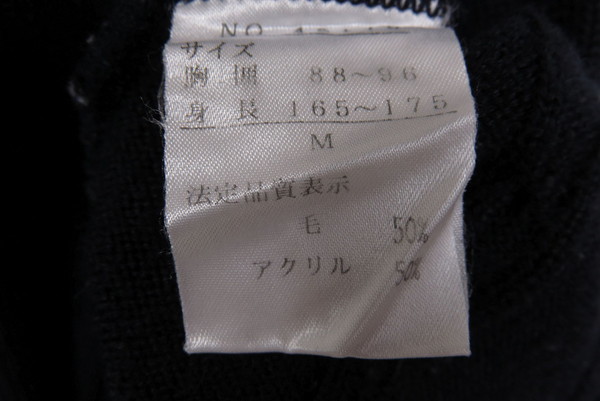 NO
サイズ
胸囲 88～96
身長 165～175
M
法定品質表示
毛 50%
アクリル 50%